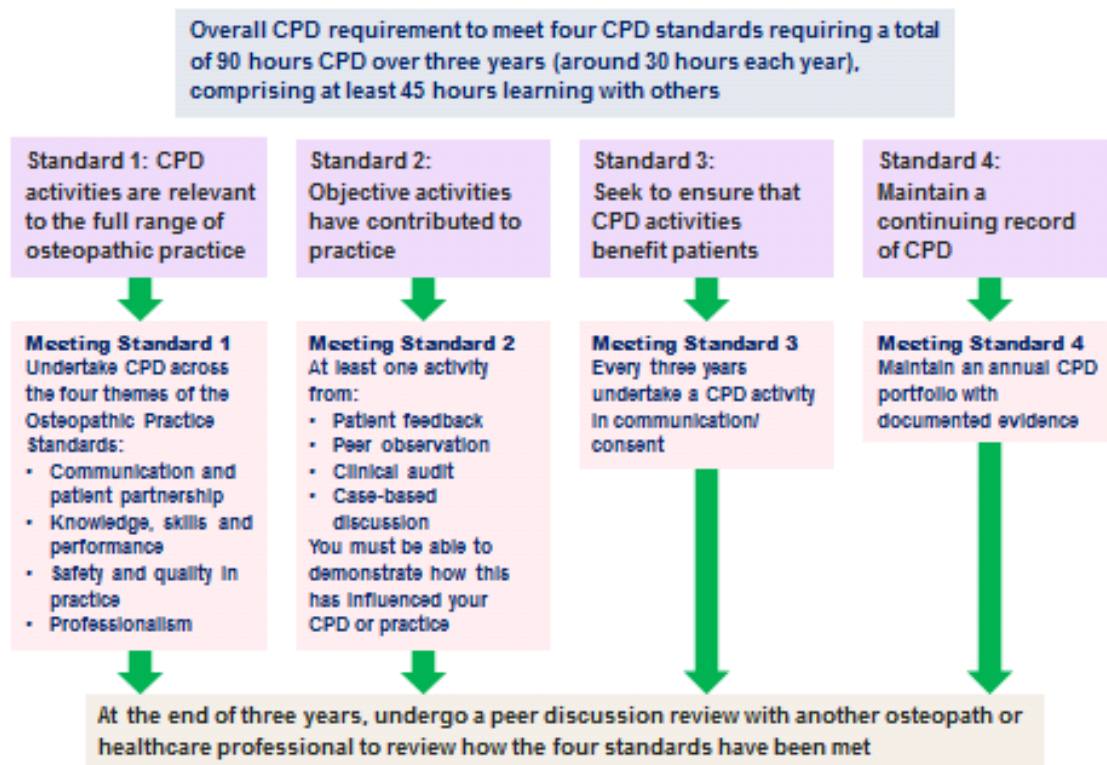 Overall CPD requirement to meet four CPD standards requiring a total
of 90 hours CPD over three years (around 30 hours each year),
comprising at least 45 hours learning with others
Standard 1: CPD
activities are relevant
to the full range of
osteopathic practice
Meeting Standard 1
Undertake CPD across
the four themes of the
Osteopathic Practice
Standards:
• Communication and
patient partnership
• Knowledge, skills and
performance
• Safety and quality in
practice
• Professionalism
Standard 2:
Objective activities
have contributed to
practice
Meeting Standard 2
At least one activity
from:
• Patient feedback
• Peer observation
• Clinical audit
• Case-based
discussion
You must be able to
demonstrate how this
has influenced your
CPD or practice
Standard 3:
Seek to ensure that
CPD activities
benefit patients
Meeting Standard 3
Every three years
undertake a CPD activity
in communication/
consent
Standard 4:
Maintain a
continuing record
of CPD
Meeting Standard 4
Maintain an annual CPD
portfolio with
documented evidence
At the end of three years, undergo a peer discussion review with another osteopath or
healthcare professional to review how the four standards have been met